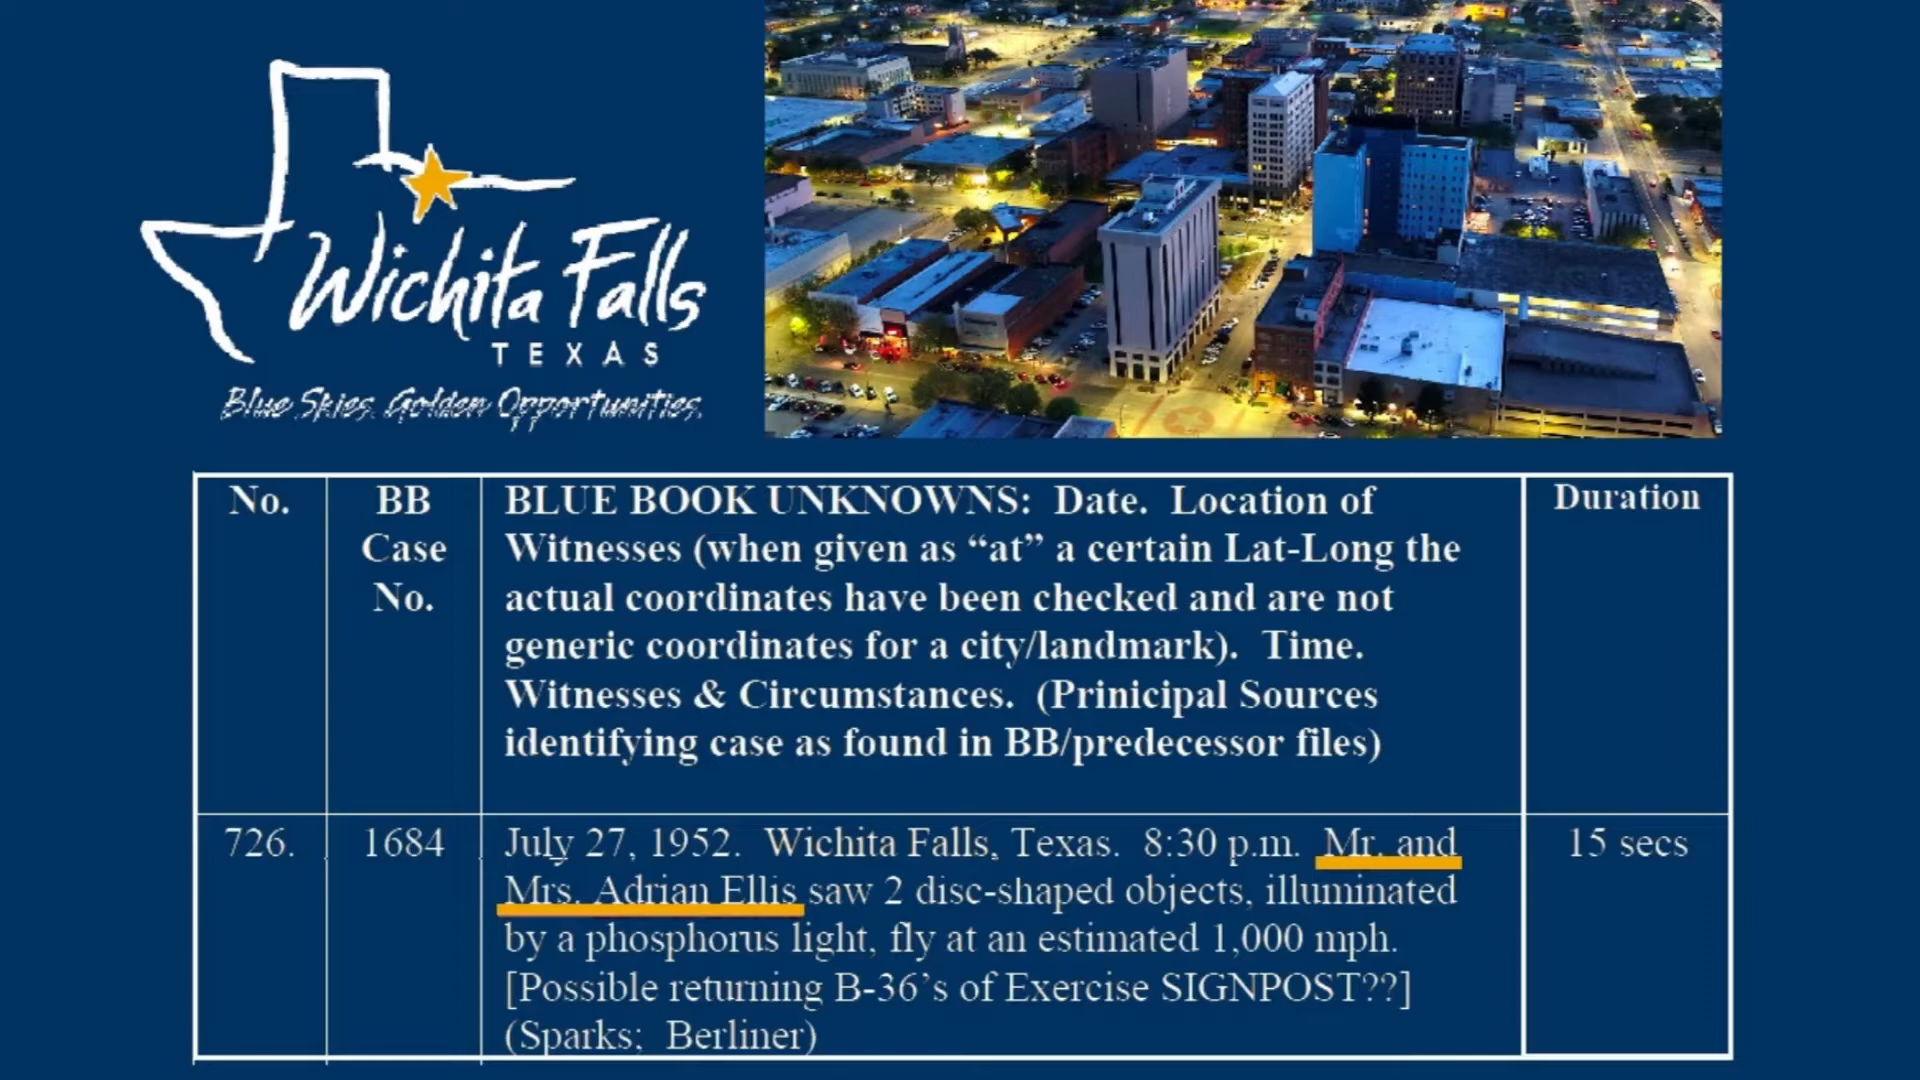 Wichita Falls
TEXAS
Blue Skies. Golden Opportunities.
No.
BB
Case
No.
BLUE BOOK UNKNOWNS: Date. Location of
Witnesses (when given as “at” a certain Lat-Long the
actual coordinates have been checked and are not
generic coordinates for a city/landmark). Time.
Witnesses & Circumstances. (Prinicipal Sources
identifying case as found in BB/predecessor files)
Duration
726.
1684
July 27, 1952. Wichita Falls, Texas. 8:30 p.m. Mr. and
Mrs. Adrian Ellis saw 2 disc-shaped objects, illuminated
by a phosphorus light, fly at an estimated 1,000 mph.
[Possible returning B-36’s of Exercise SIGNPOST??]
(Sparks; Berliner)
15 secs